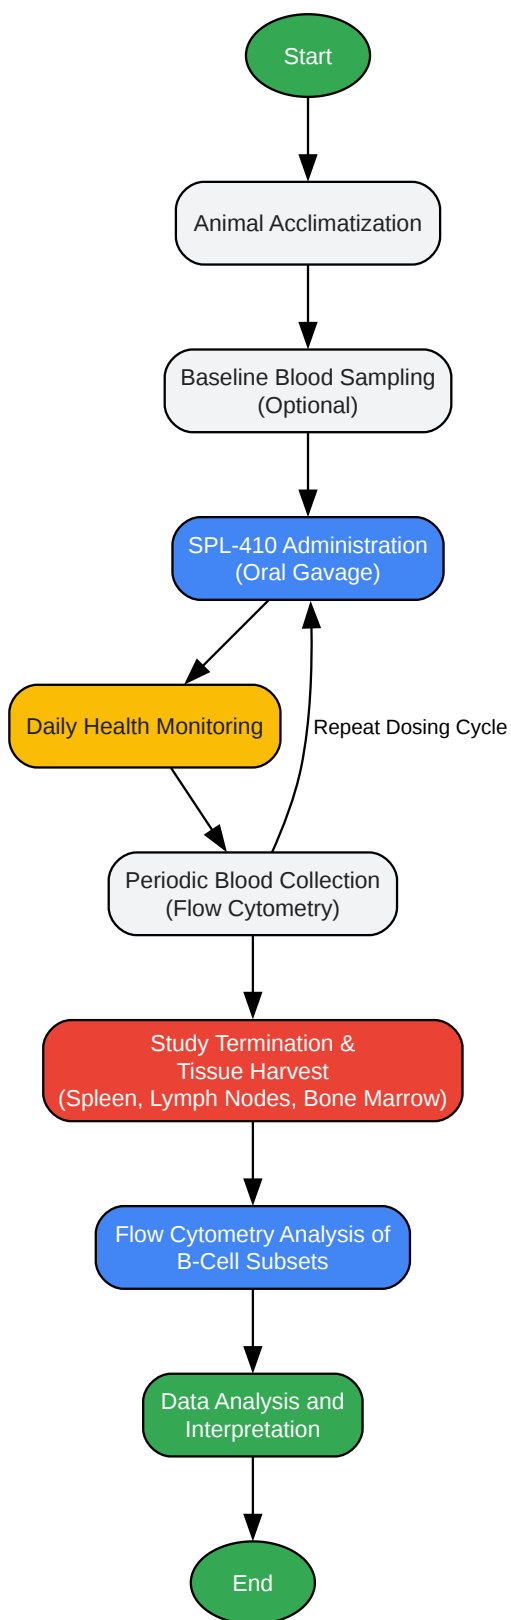 Start
Animal Acclimatization
Baseline Blood Sampling
(Optional)
SPL-410 Administration
(Oral Gavage)
Daily Health Monitoring
Repeat Dosing Cycle
Periodic Blood Collection
(Flow Cytometry)
Study Termination &
Tissue Harvest
(Spleen, Lymph Nodes, Bone Marrow)
Flow Cytometry Analysis of
B-Cell Subsets
Data Analysis and
Interpretation
End